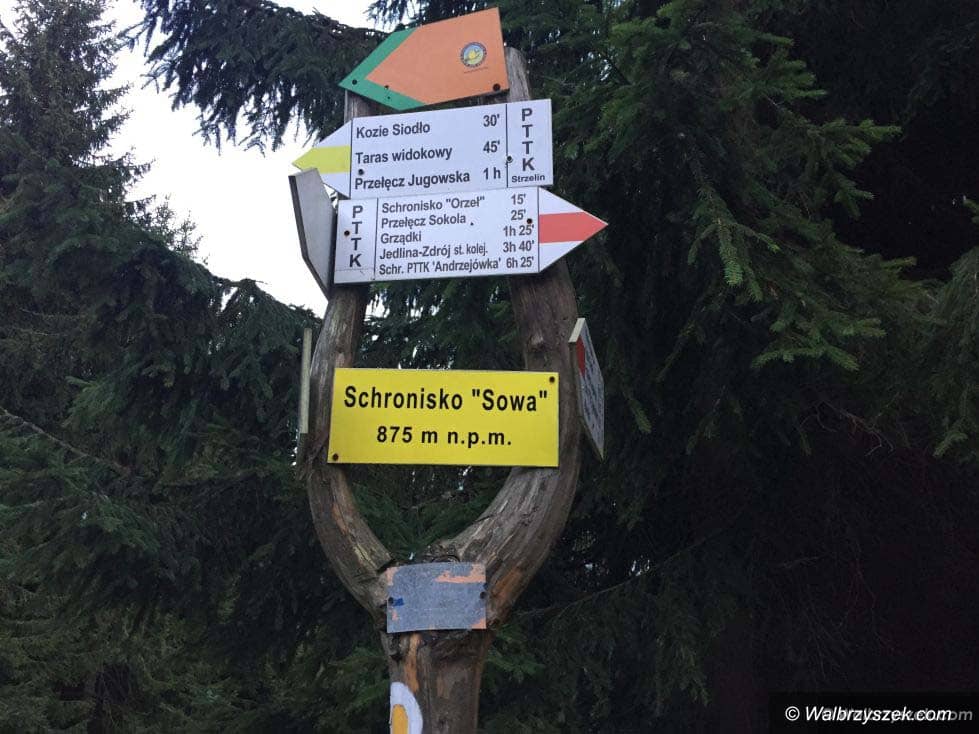 Kozie Siodło 30'
Taras widokowy 45'
Przełęcz Jugowska 1 h
PTTK
Strzelin
PTTK
Schronisko "Orzeł" 15'
Przełęcz Sokola 25'
Grządki 1h 25'
Jedlina-Zdrój st. kolej. 3h 40'
Schr. PTTK 'Andrzejówka' 6h 25'
Schronisko "Sowa"
875 m n.p.m.
© Walbrzyszek.com